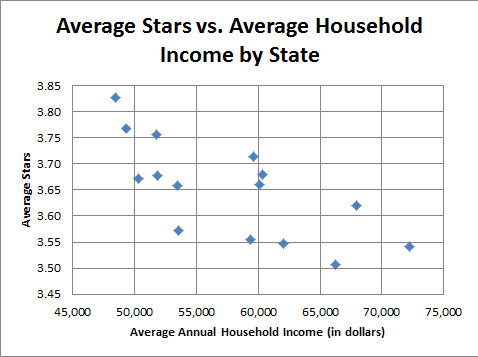 Average Stars vs. Average Household
Income by State
3.85
3.80
3.75
3.70
3.65
3.60
3.55
3.50
3.45
Average Stars
45,000 50,000 55,000 60,000 65,000 70,000 75,000
Average Annual Household Income (in dollars)